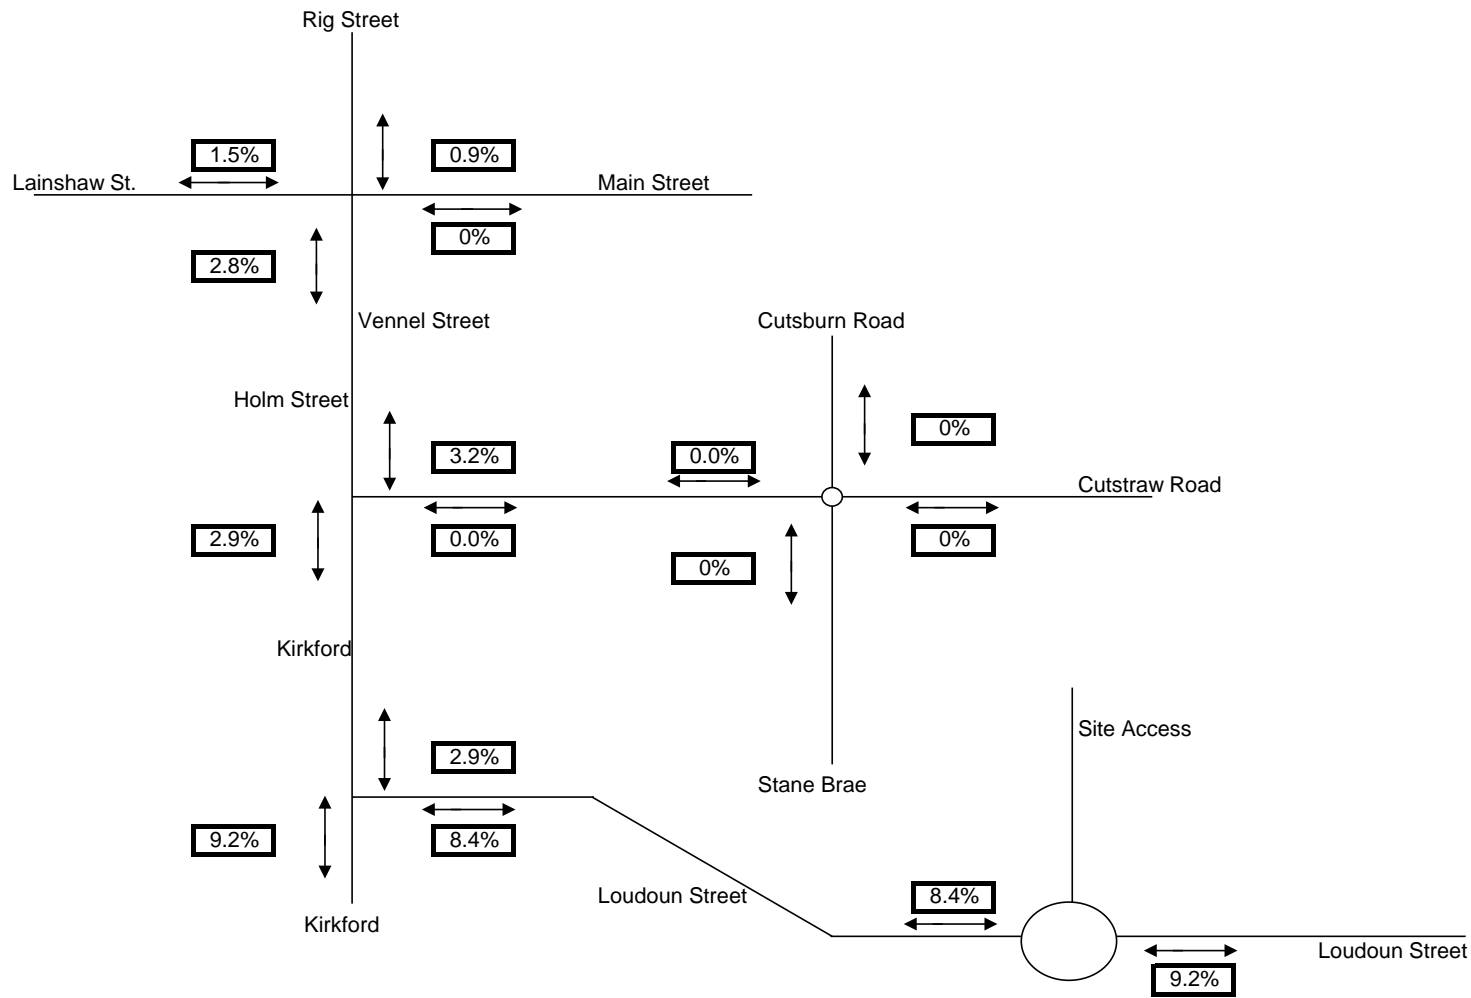 Rig Street
1.5%
0.9%
Lainshaw St.
Main Street
0%
2.8%
Vennel Street
Cutsburn Road
Holm Street
0%
3.2%
0.0%
Cutstraw Road
2.9%
0.0%
0%
0%
Kirkford
Site Access
2.9%
Stane Brae
9.2%
8.4%
Loudoun Street
8.4%
Kirkford
Loudoun Street
9.2%